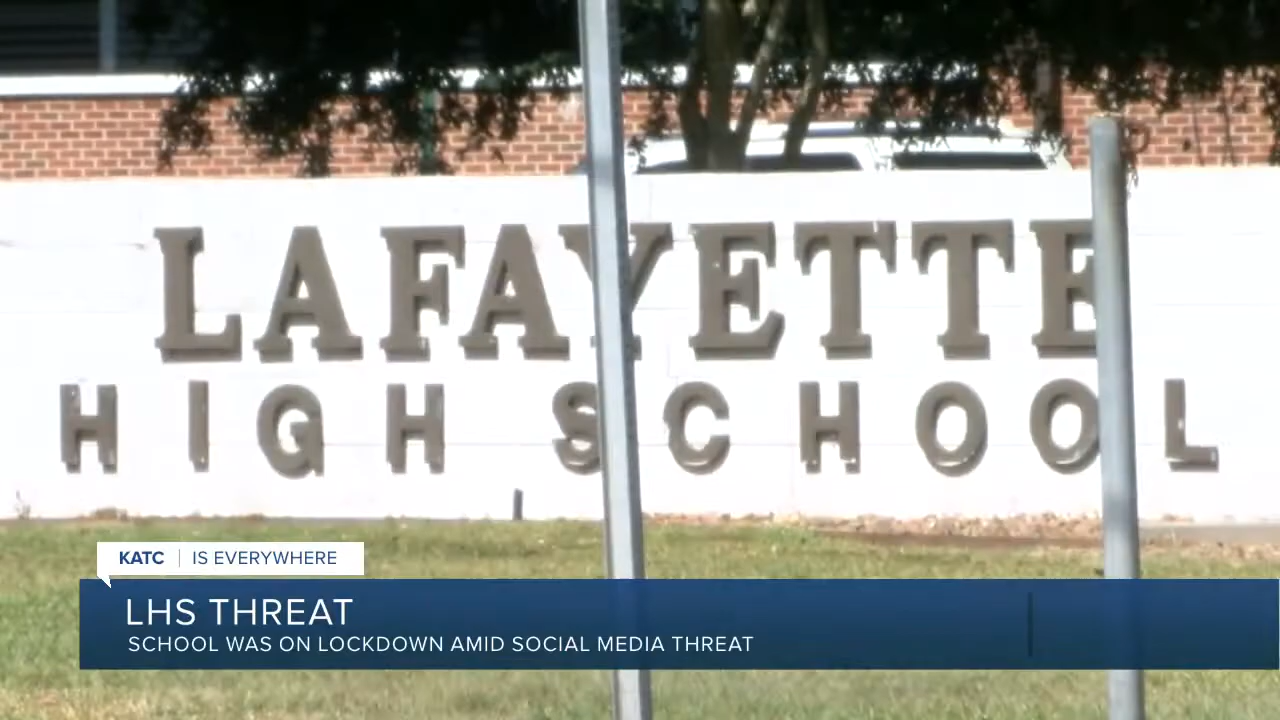 LAFAYETTE
HIGH SCHOOL
KATC | IS EVERYWHERE
LHS THREAT
SCHOOL WAS ON LOCKDOWN AMID SOCIAL MEDIA THREAT